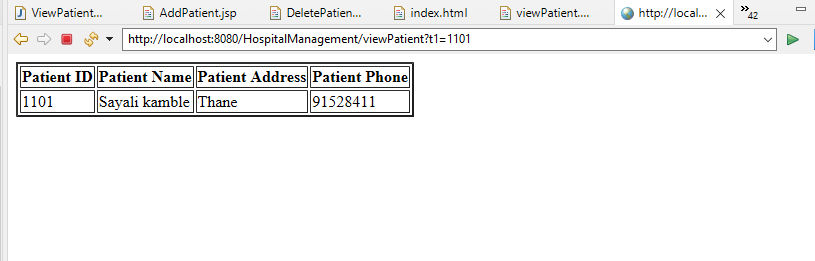 ViewPatient... AddPatient.jsp DeletePatien... index.html viewPatient.... http://local... 42
http://localhost:8080/HospitalManagement/viewPatient?t1=1101
Patient ID Patient Name Patient Address Patient Phone
1101 Sayali kamble Thane 91528411